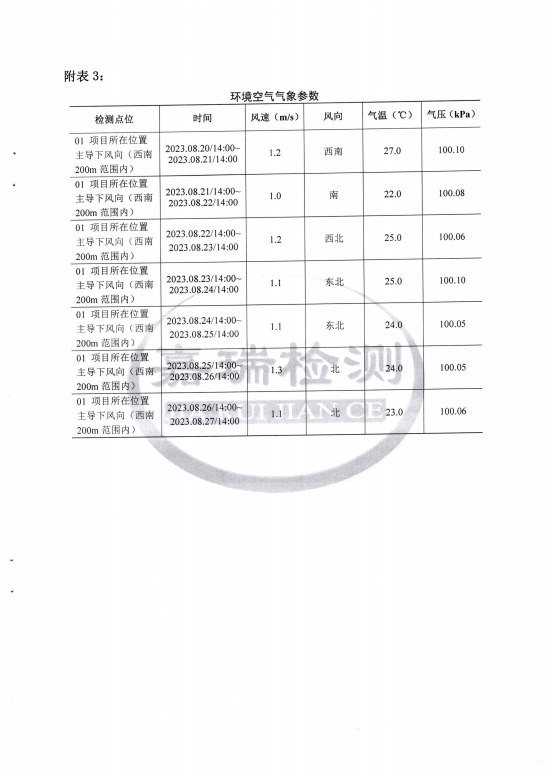 附表 3：
环境空气气象参数
检测点位 时间 风速（m/s） 风向 气温（℃） 气压（kPa）
01 项目所在位置
主导下风向（西南
200m 范围内）
2023.08.20/14:00~
2023.08.21/14:00
1.2 西南 27.0 100.10
01 项目所在位置
主导下风向（西南
200m 范围内）
2023.08.21/14:00~
2023.08.22/14:00
1.0 南 22.0 100.08
01 项目所在位置
主导下风向（西南
200m 范围内）
2023.08.22/14:00~
2023.08.23/14:00
1.2 西北 25.0 100.06
01 项目所在位置
主导下风向（西南
200m 范围内）
2023.08.23/14:00~
2023.08.24/14:00
1.1 东北 25.0 100.10
01 项目所在位置
主导下风向（西南
200m 范围内）
2023.08.24/14:00~
2023.08.25/14:00
1.1 东北 24.0 100.05
01 项目所在位置
主导下风向（西南
200m 范围内）
2023.08.25/14:00~
2023.08.26/14:00
1.3 北 24.0 100.05
01 项目所在位置
主导下风向（西南
200m 范围内）
2023.08.26/14:00~
2023.08.27/14:00
1.1 北 23.0 100.06
嘉瑞检测
JIARUI JIAN CE